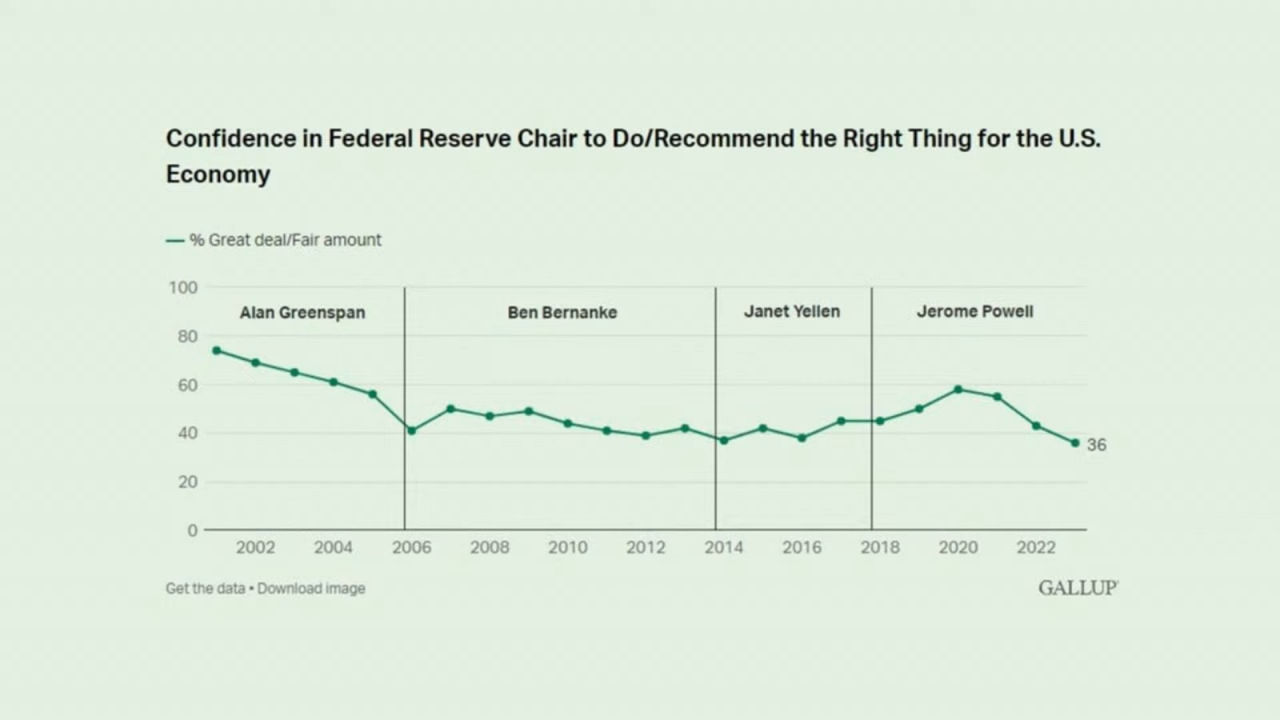 Confidence in Federal Reserve Chair to Do/Recommend the Right Thing for the U.S.
Economy
% Great deal/Fair amount
100
Alan Greenspan
Ben Bernanke
Janet Yellen
Jerome Powell
80
60
40
36
20
0
2002 2004 2006 2008 2010 2012 2014 2016 2018 2020 2022
Get the data • Download image
GALLUP